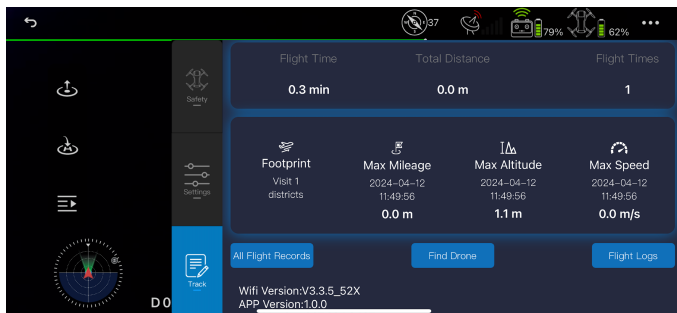 37
79%
62%
Flight Time Total Distance Flight Times
0.3 min 0.0 m 1
Safety
Settings
Track
Footprint Max Mileage Max Altitude Max Speed
Visit 1
districts
2024-04-12
11:49:56
0.0 m
2024-04-12
11:49:56
1.1 m
2024-04-12
11:49:56
0.0 m/s
All Flight Records Find Drone Flight Logs
D0
Wifi Version:V3.3.5_52X
APP Version:1.0.0